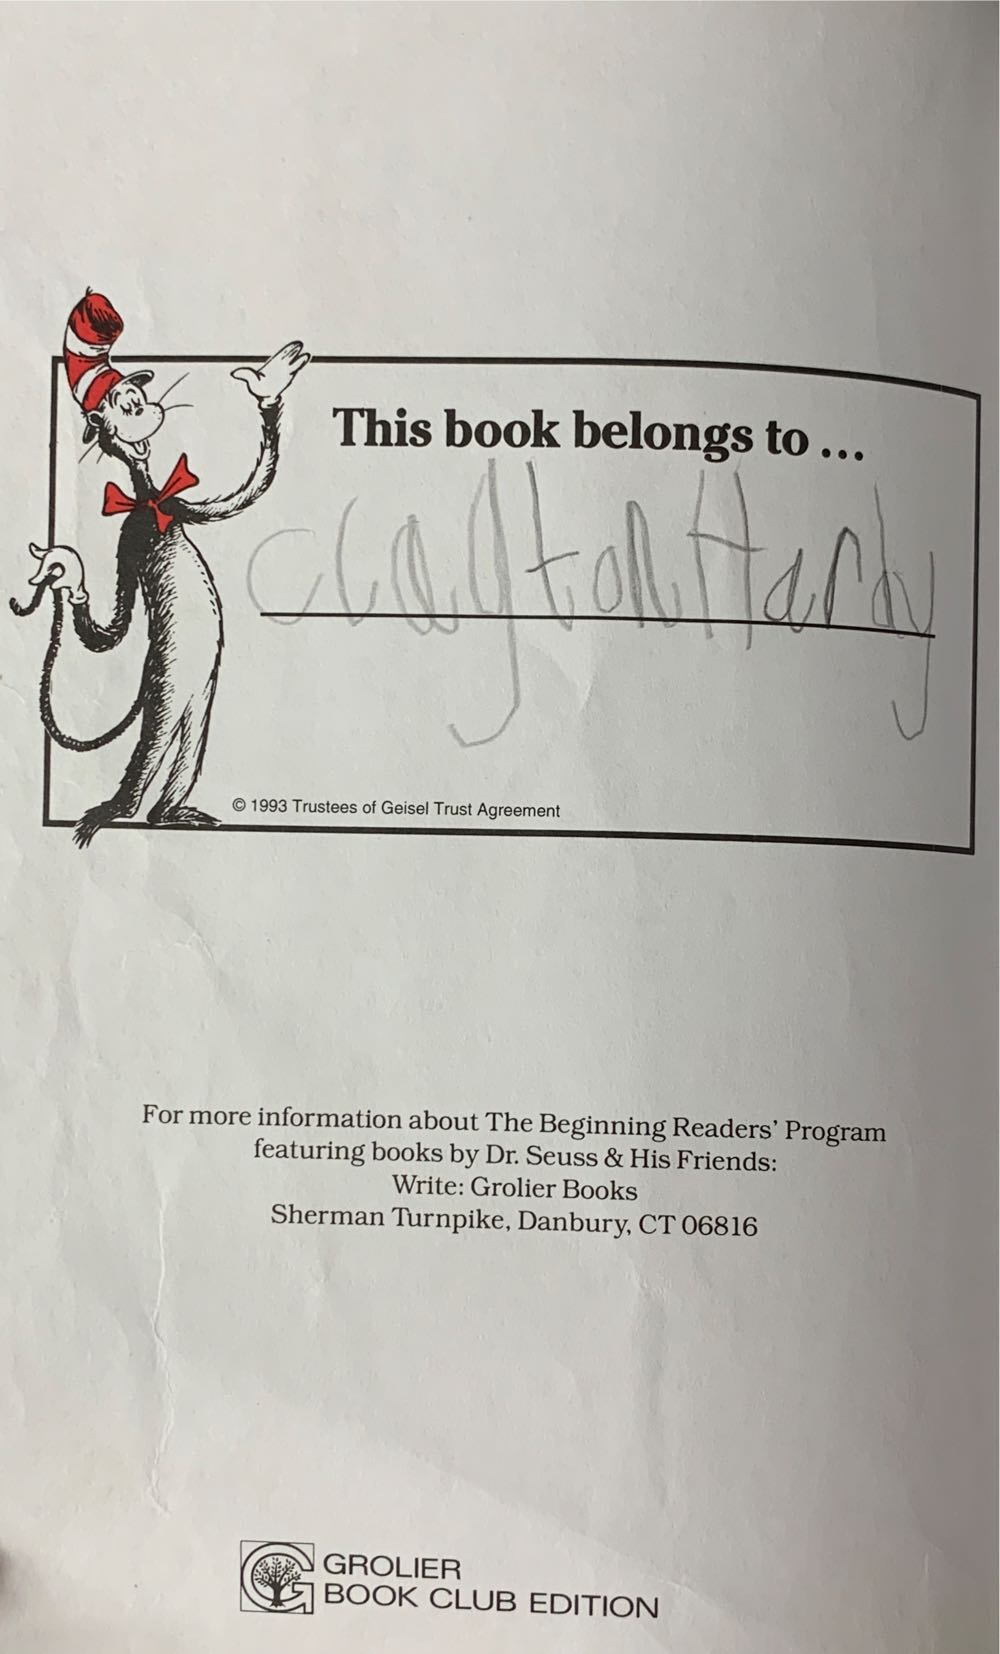 This book belongs to ...
Clayton Hardy
© 1993 Trustees of Geisel Trust Agreement
For more information about The Beginning Readers' Program
featuring books by Dr. Seuss & His Friends:
Write: Grolier Books
Sherman Turnpike, Danbury, CT 06816
GROLIER
BOOK CLUB EDITION